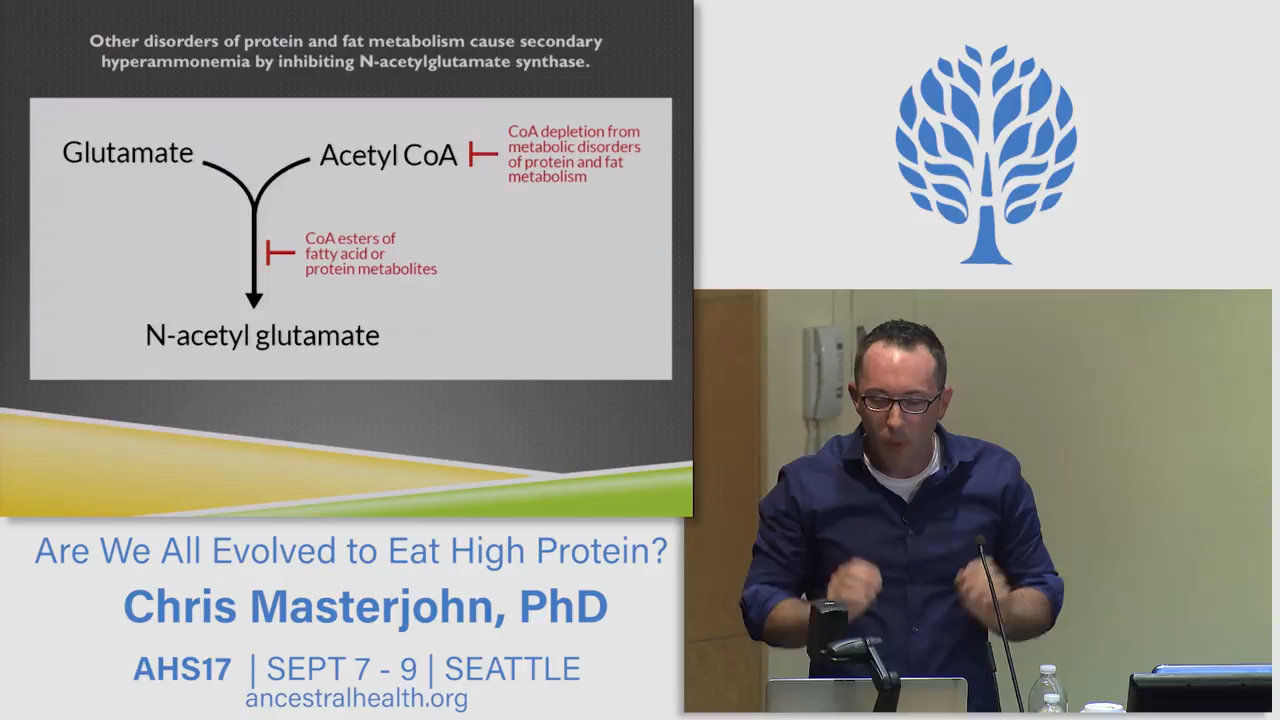 Other disorders of protein and fat metabolism cause secondary
hyperammonemia by inhibiting N-acetylglutamate synthase.
Glutamate
Acetyl CoA
CoA depletion from
metabolic disorders
of protein and fat
metabolism
CoA esters of
fatty acid or
protein metabolites
N-acetyl glutamate
Are We All Evolved to Eat High Protein?
Chris Masterjohn, PhD
AHS17 | SEPT 7 - 9 | SEATTLE
ancestralhealth.org